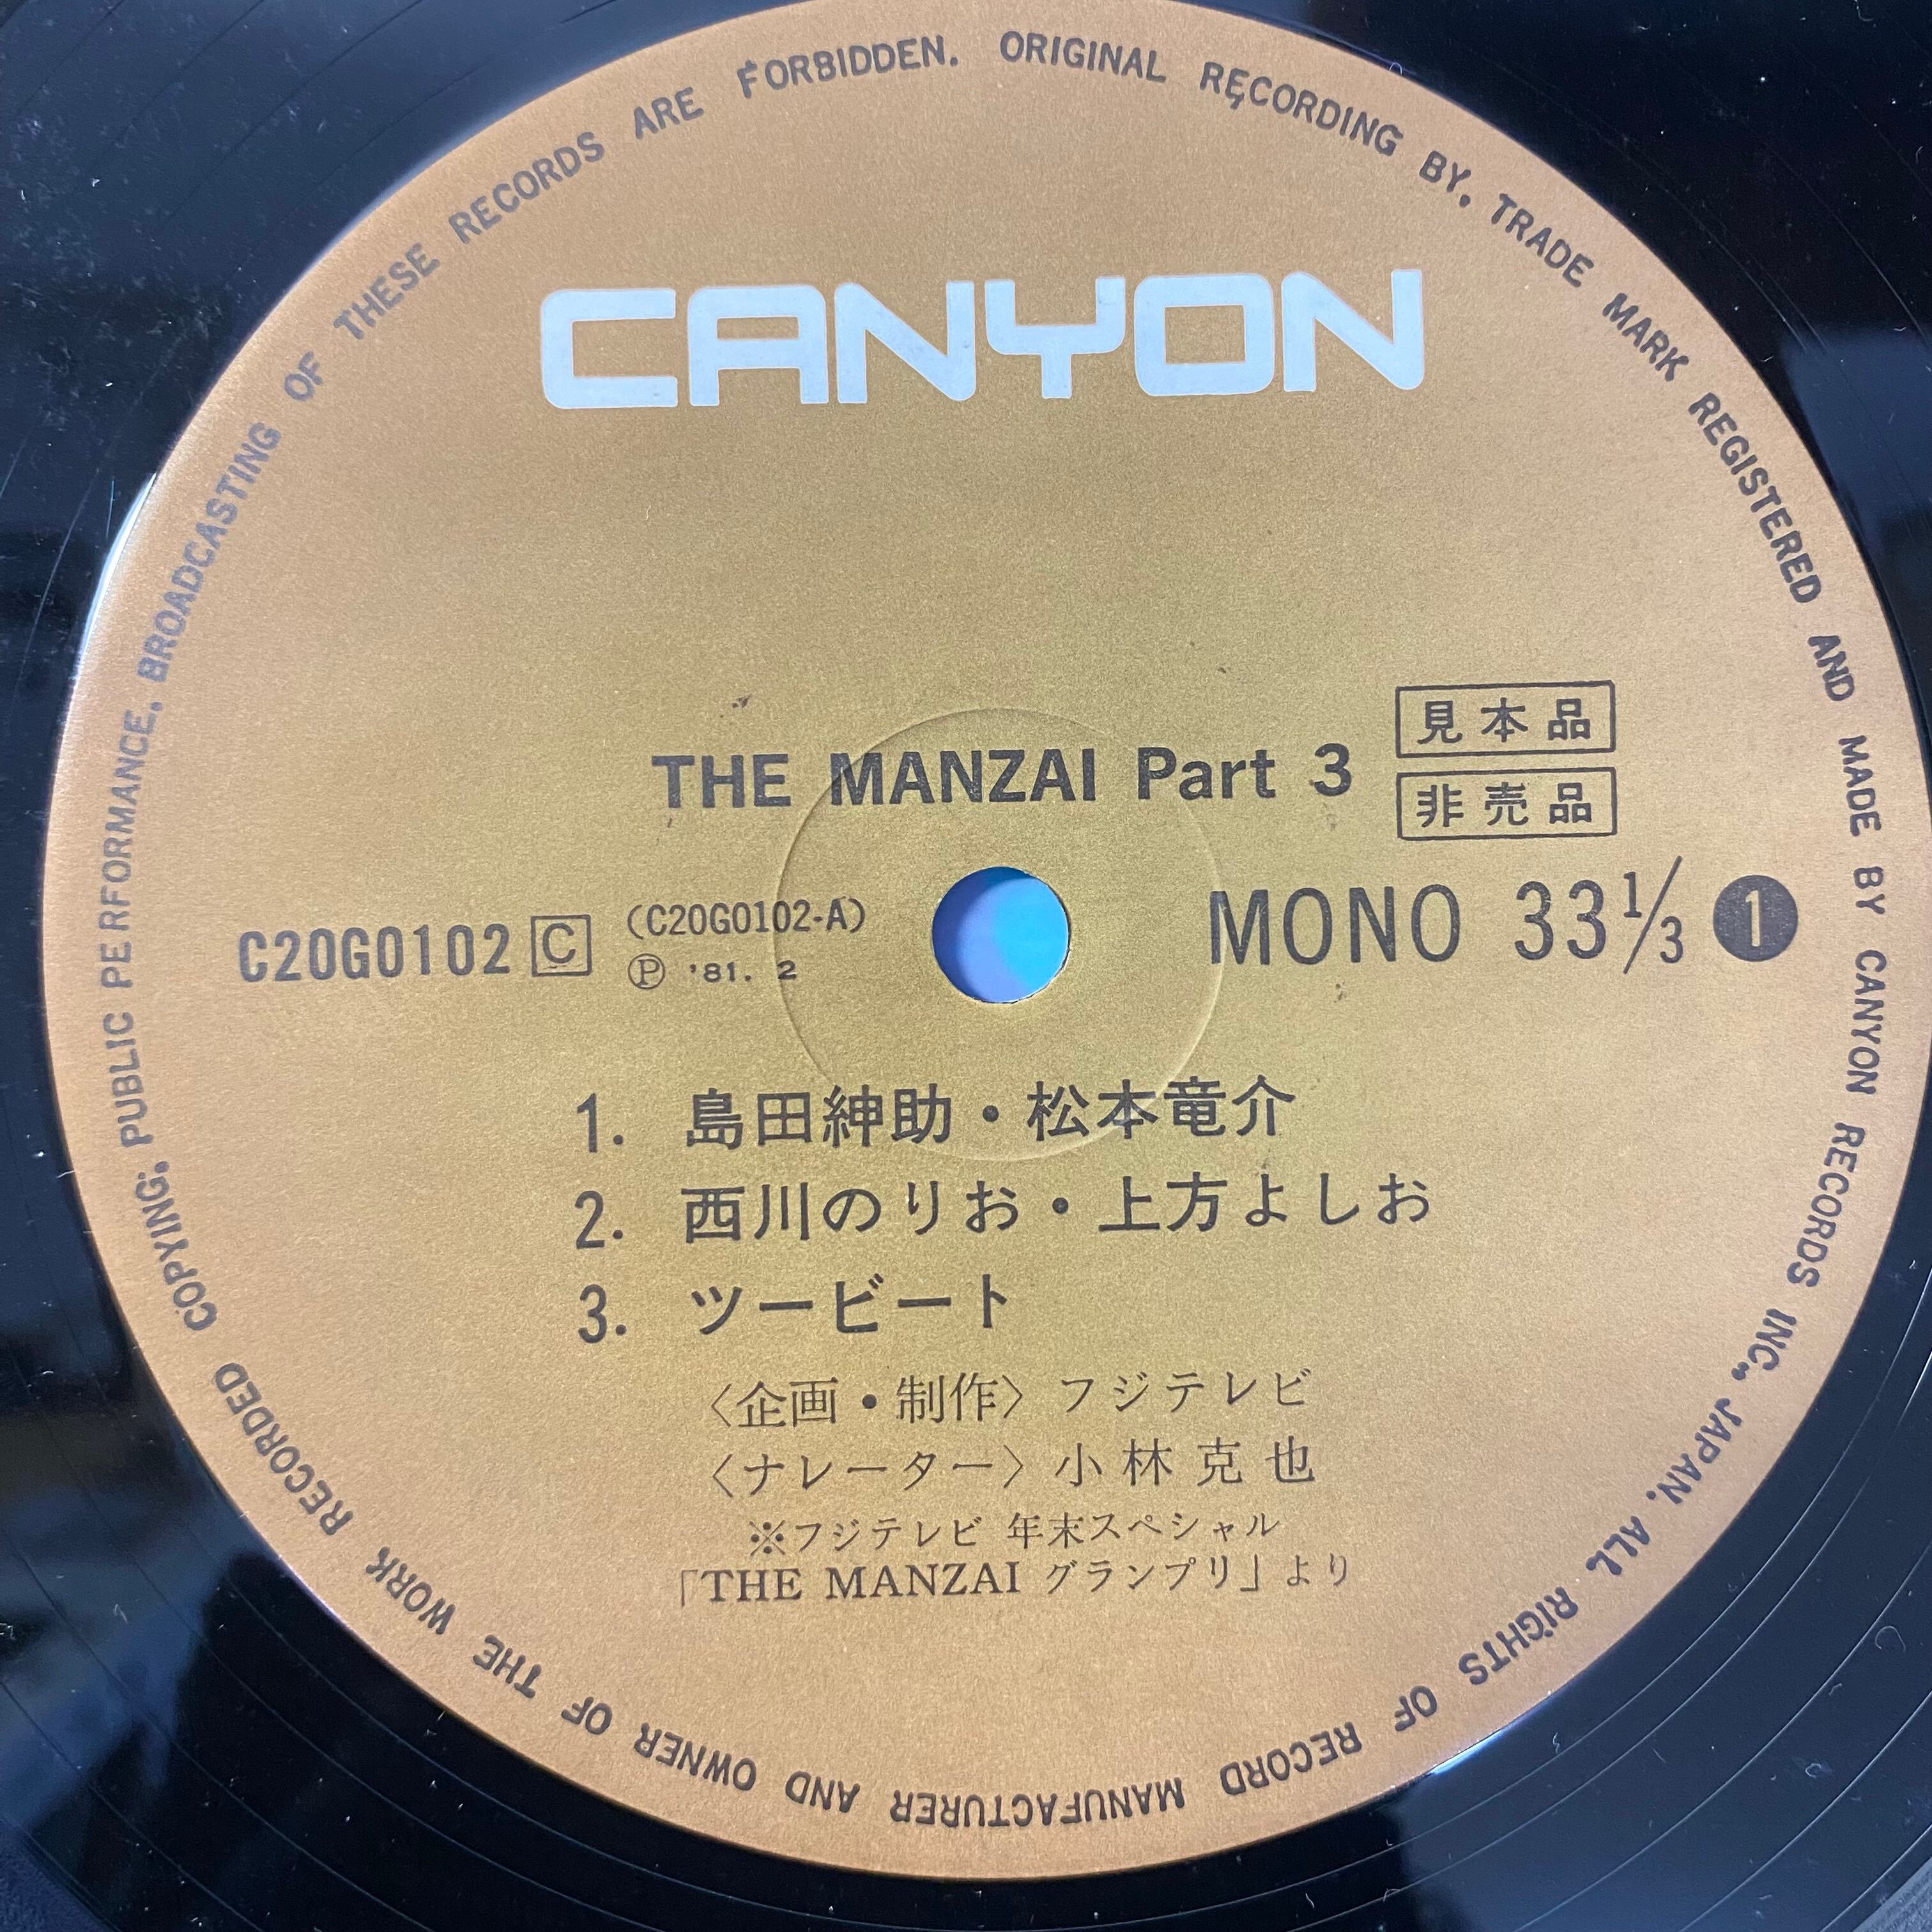 ORIGINAL RECORDING BY. TRADE MARK REGISTERED AND MADE BY CANYON RECORDS INC., JAPAN. ALL RIGHTS OF RECORD MANUFACTURER AND OWNER OF THE WORK RECORDED COPYING. PUBLIC PERFORMANCE. BROADCASTING OF THESE RECORDS ARE FORBIDDEN.
CANYON
THE MANZAI Part 3
見本品
非売品
C20G0102 C
(C20G0102-A)
Ⓟ '81. 2
MONO 33 1/3 ❶
1. 島田紳助・松本竜介
2. 西川のりお・上方よしお
3. ツービート
〈企画・制作〉フジテレビ
〈ナレーター〉小林克也
※フジテレビ 年末スペシャル
「THE MANZAI グランプリ」より